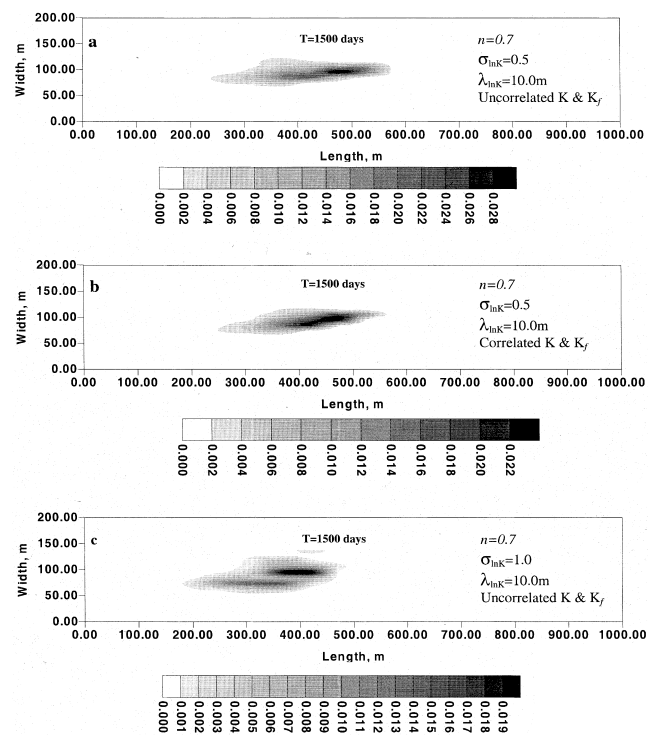 200.00
150.00
100.00
50.00
0.00
Width, m
a
T=1500 days
n=0.7
σlnK=0.5
λlnK=10.0m
Uncorrelated K & Kf
0.00 100.00 200.00 300.00 400.00 500.00 600.00 700.00 800.00 900.00 1000.00
Length, m
0.000 0.002 0.004 0.006 0.008 0.010 0.012 0.014 0.016 0.018 0.020 0.022 0.024 0.026 0.028
200.00
150.00
100.00
50.00
0.00
Width, m
b
T=1500 days
n=0.7
σlnK=0.5
λlnK=10.0m
Correlated K & Kf
0.00 100.00 200.00 300.00 400.00 500.00 600.00 700.00 800.00 900.00 1000.00
Length, m
0.000 0.002 0.004 0.006 0.008 0.010 0.012 0.014 0.016 0.018 0.020 0.022
200.00
150.00
100.00
50.00
0.00
Width, m
c
T=1500 days
n=0.7
σlnK=1.0
λlnK=10.0m
Uncorrelated K & Kf
0.00 100.00 200.00 300.00 400.00 500.00 600.00 700.00 800.00 900.00 1000.00
Length, m
0.000 0.001 0.002 0.003 0.004 0.005 0.006 0.007 0.008 0.009 0.010 0.011 0.012 0.013 0.014 0.015 0.016 0.017 0.018 0.019